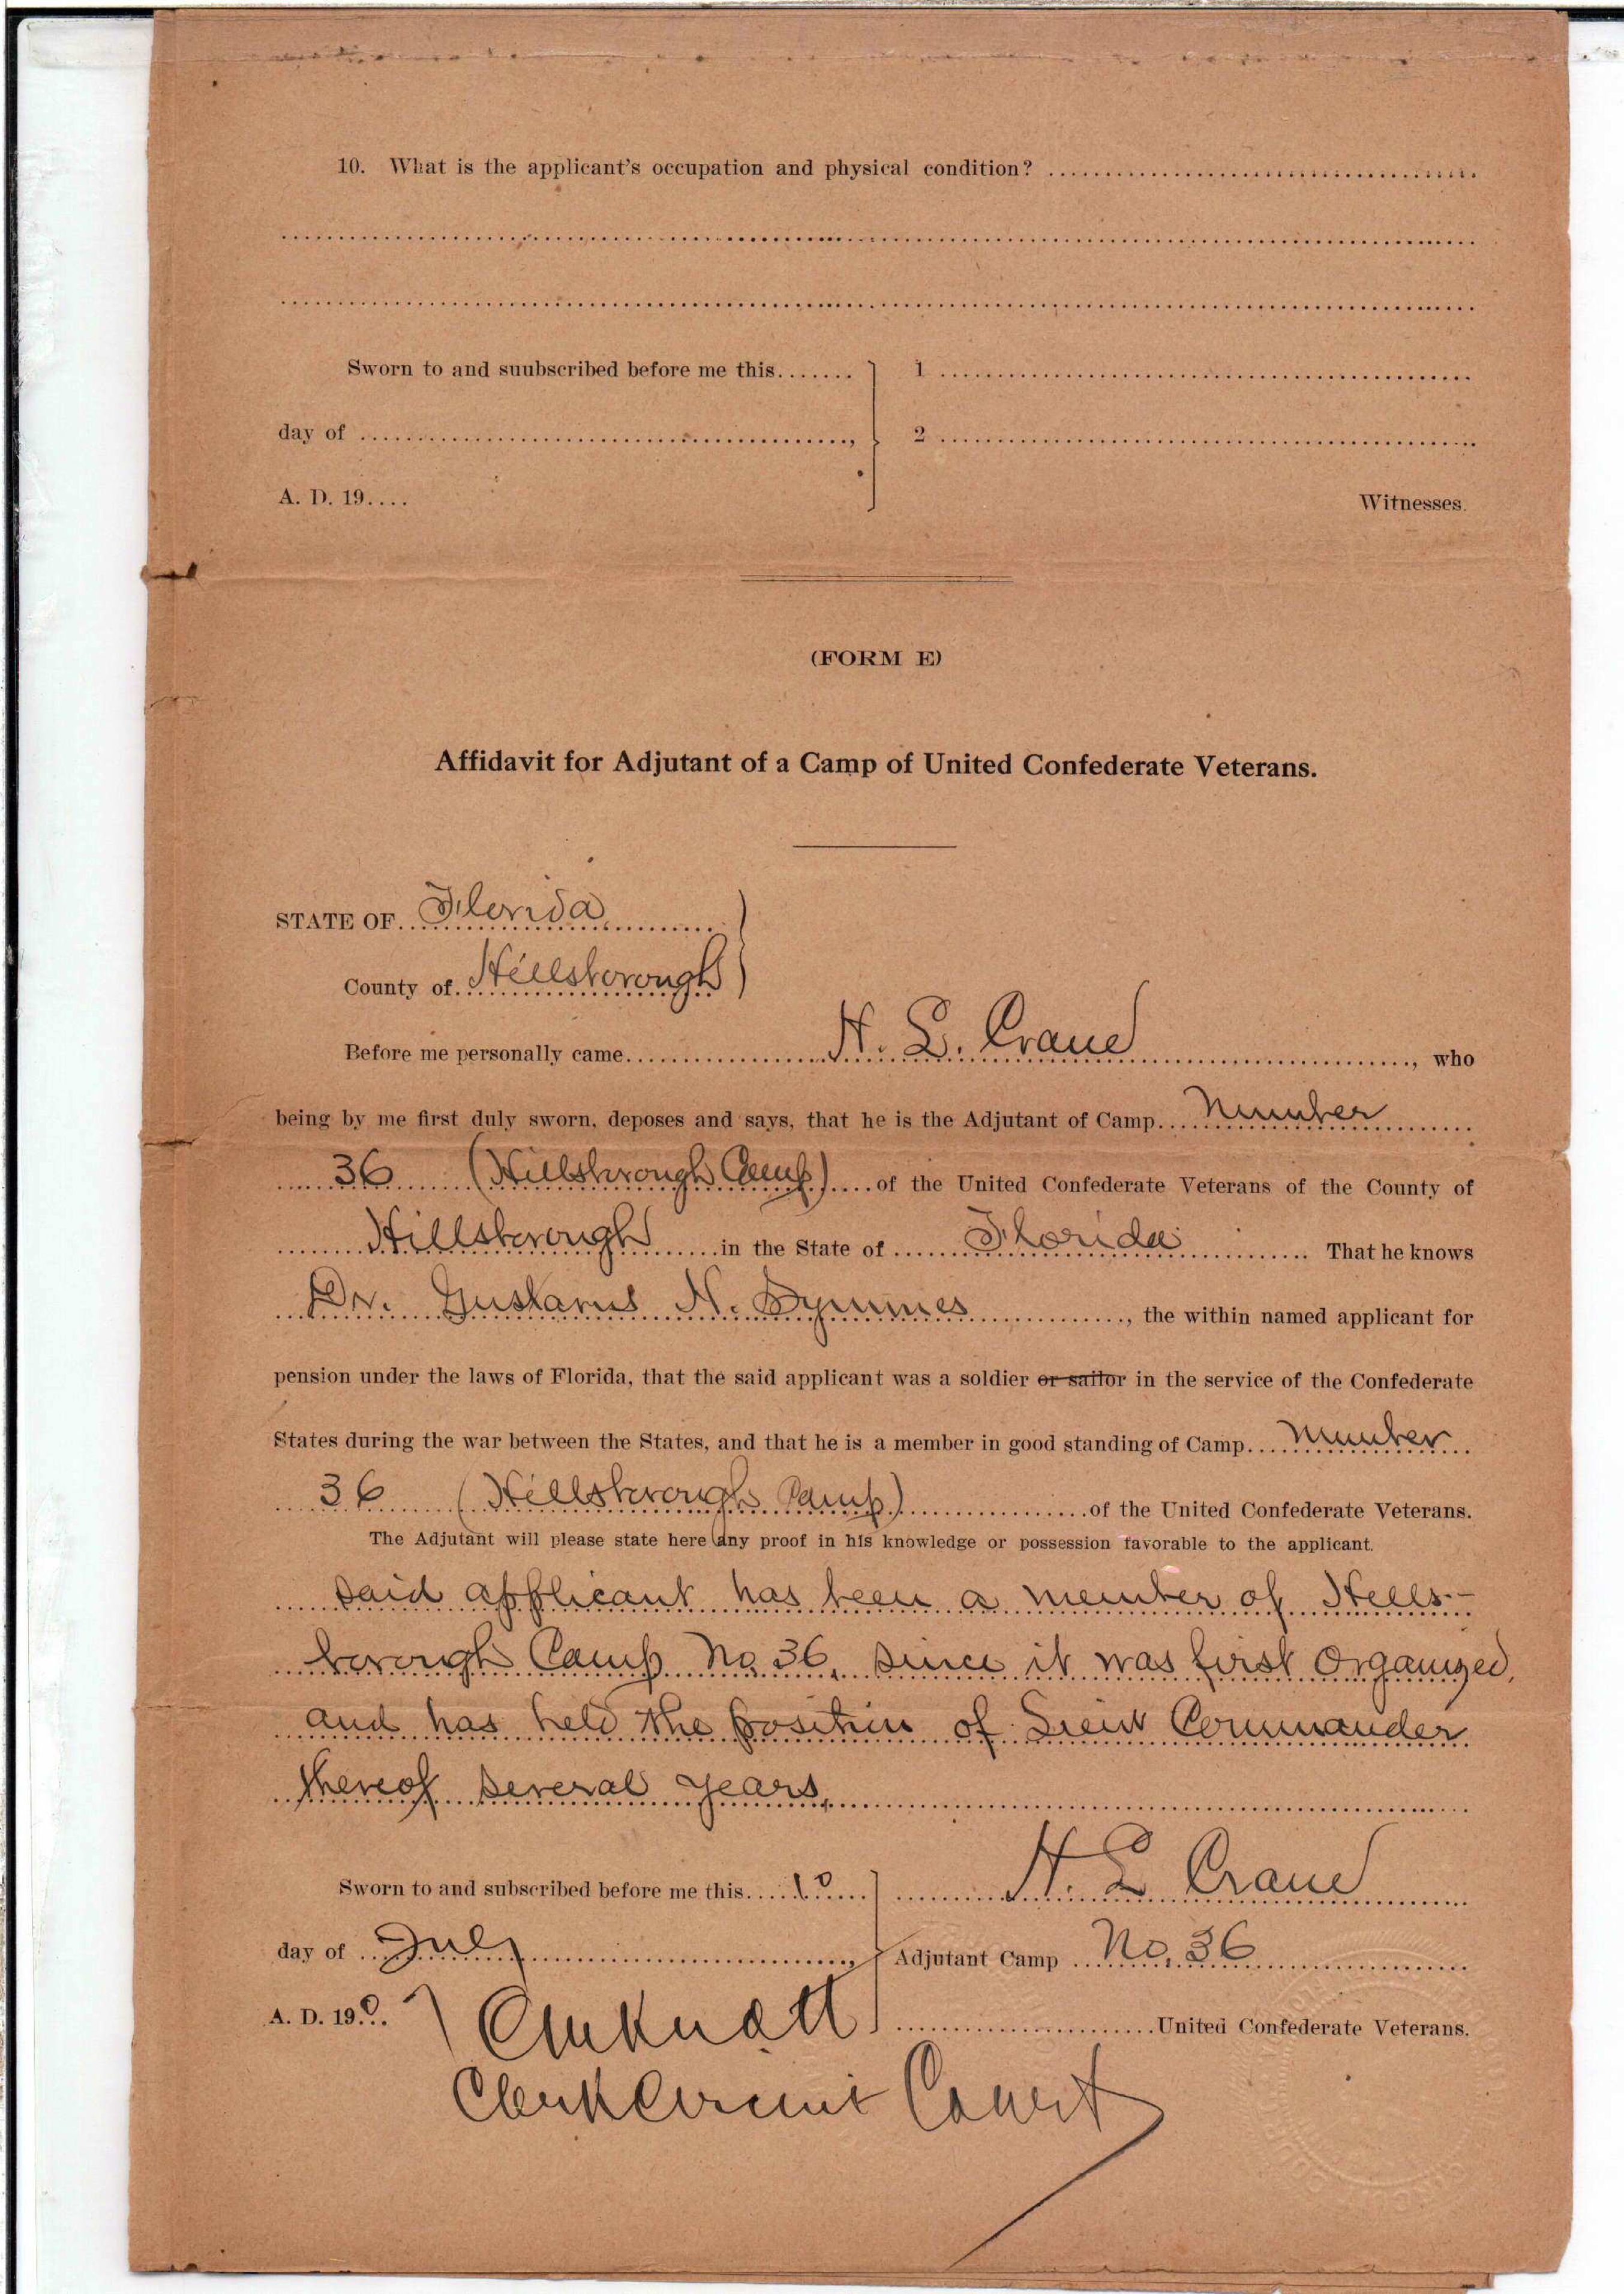 10. What is the applicant's occupation and physical condition? ........................................
................................................................................
................................................................................
Sworn to and suubscribed before me this....... 1 ........................................
day of ........................................, 2 ........................................
A. D. 19.... Witnesses.
(FORM E)
Affidavit for Adjutant of a Camp of United Confederate Veterans.
STATE OF Florida
County of Hillsborough
Before me personally came H. L. Crane, who
being by me first duly sworn, deposes and says, that he is the Adjutant of Camp Number
36 (Hillsborough Camp) of the United Confederate Veterans of the County of
Hillsborough in the State of Florida. That he knows
Dr. Gustavus N. Symmes, the within named applicant for
pension under the laws of Florida, that the said applicant was a soldier or sailor in the service of the Confederate
States during the war between the States, and that he is a member in good standing of Camp Number
36 (Hillsborough Camp) of the United Confederate Veterans.
The Adjutant will please state here any proof in his knowledge or possession favorable to the applicant.
said applicant has been a member of Hills-
borough Camp No. 36, since it was first organized,
and has held the position of Lieut Commander
thereof several years.
Sworn to and subscribed before me this 10 H. L. Crane
day of July, Adjutant Camp No. 36
A. D. 190 7 United Confederate Veterans.
Clerk Circuit Court